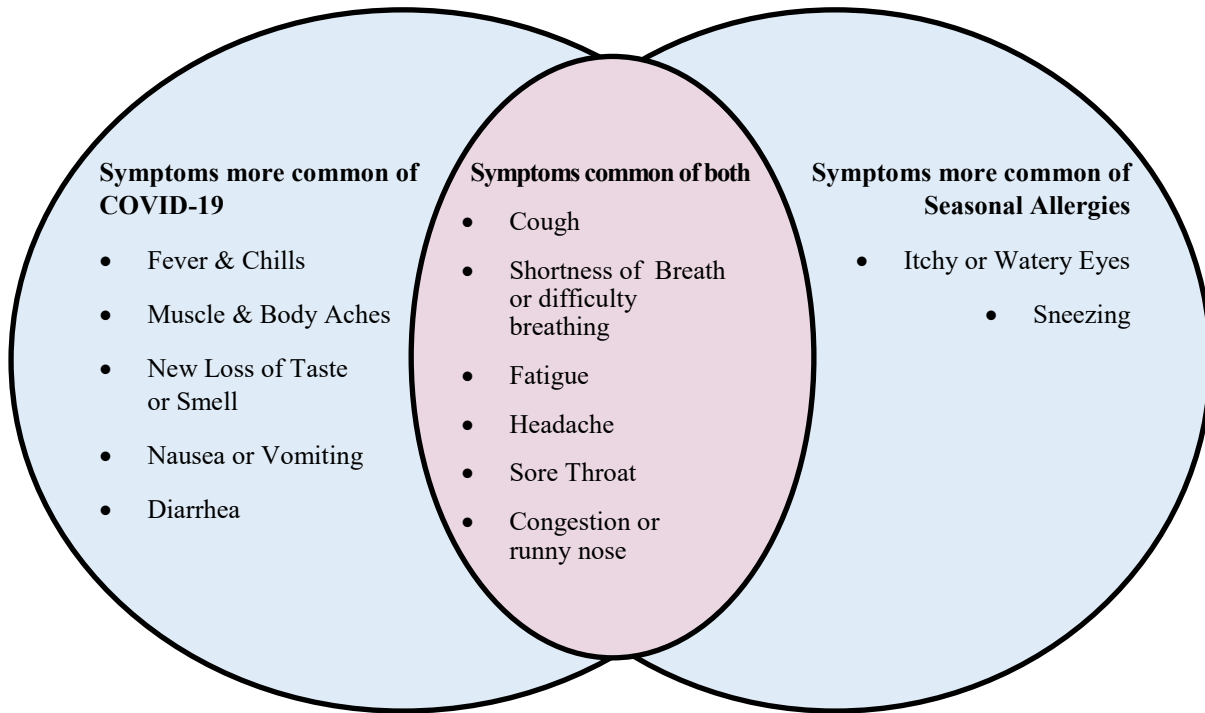 Symptoms more common of
COVID-19
• Fever & Chills
• Muscle & Body Aches
• New Loss of Taste
or Smell
• Nausea or Vomiting
• Diarrhea
Symptoms common of both
• Cough
• Shortness of Breath
or difficulty
breathing
• Fatigue
• Headache
• Sore Throat
• Congestion or
runny nose
Symptoms more common of
Seasonal Allergies
• Itchy or Watery Eyes
• Sneezing